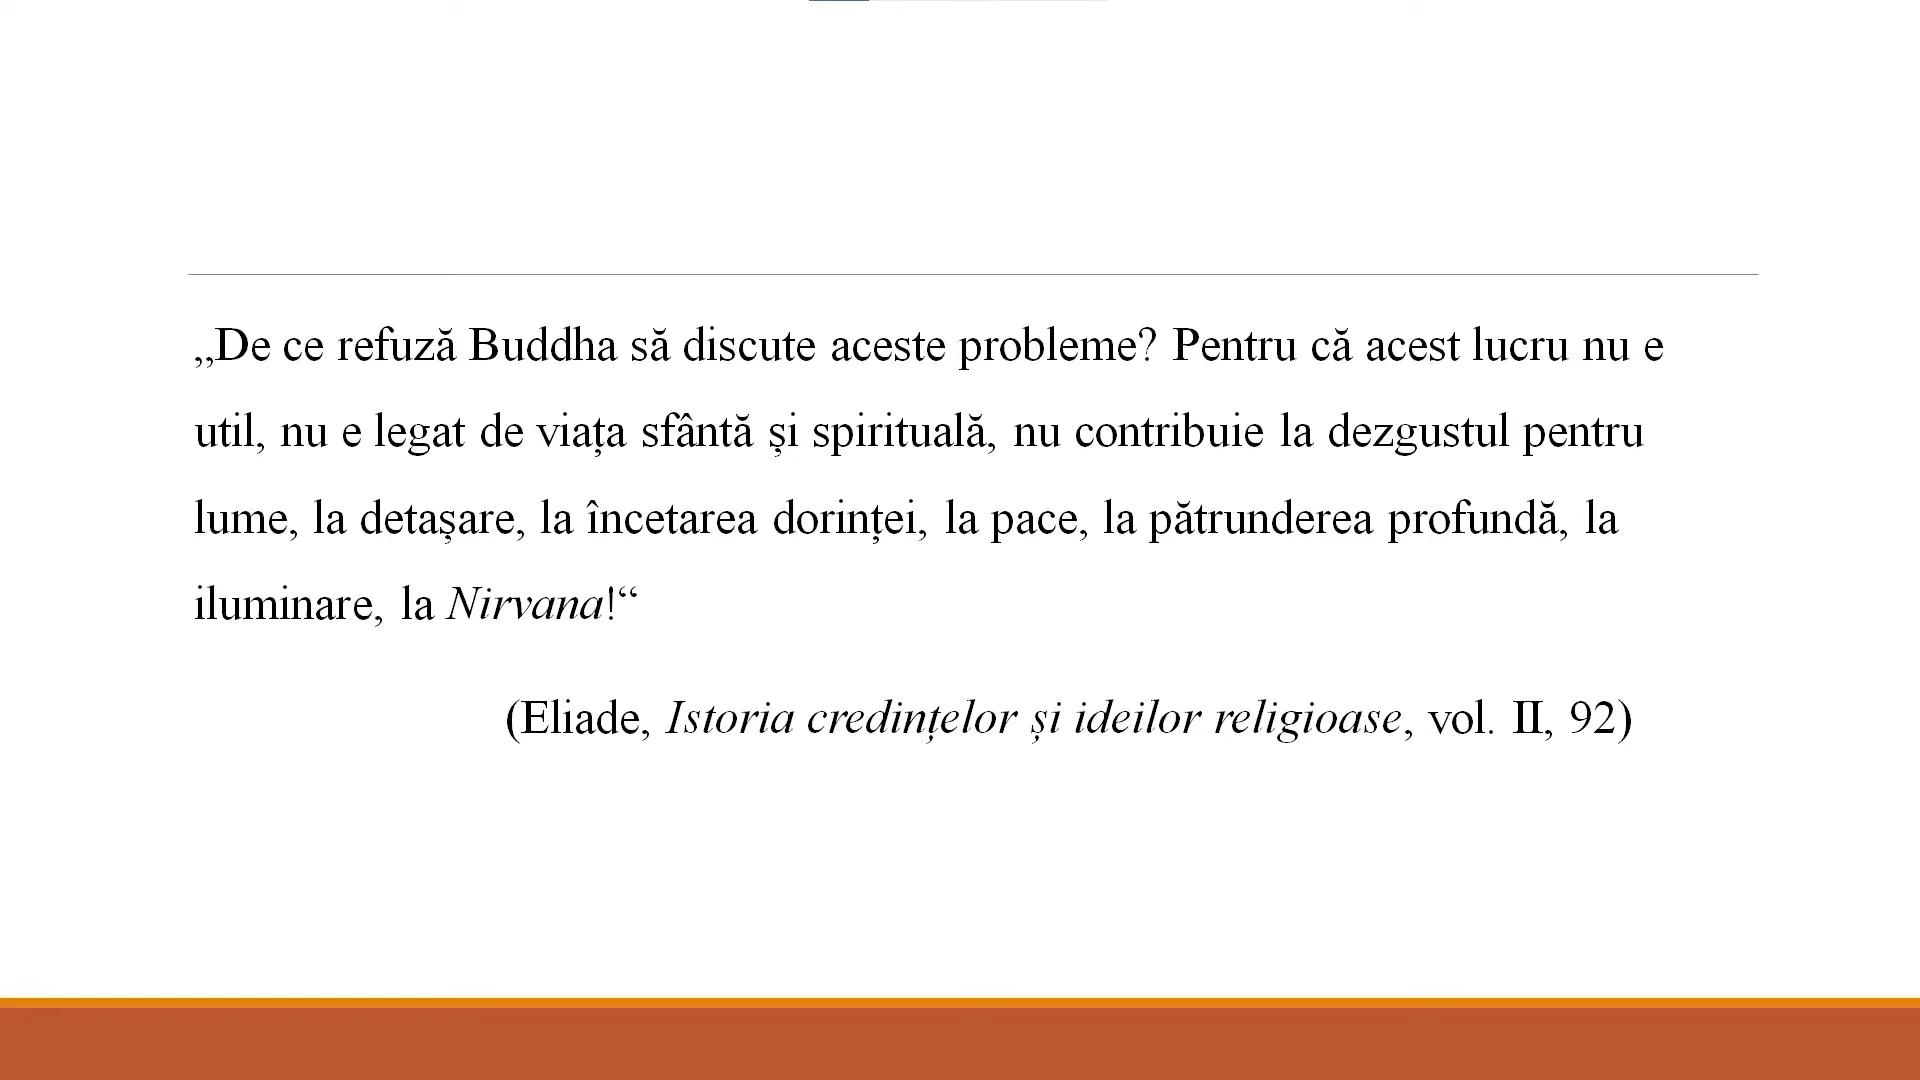 „De ce refuză Buddha să discute aceste probleme? Pentru că acest lucru nu e
util, nu e legat de viața sfântă și spirituală, nu contribuie la dezgustul pentru
lume, la detașare, la încetarea dorinței, la pace, la pătrunderea profundă, la
iluminare, la Nirvana!“
(Eliade, Istoria credințelor și ideilor religioase, vol. II, 92)